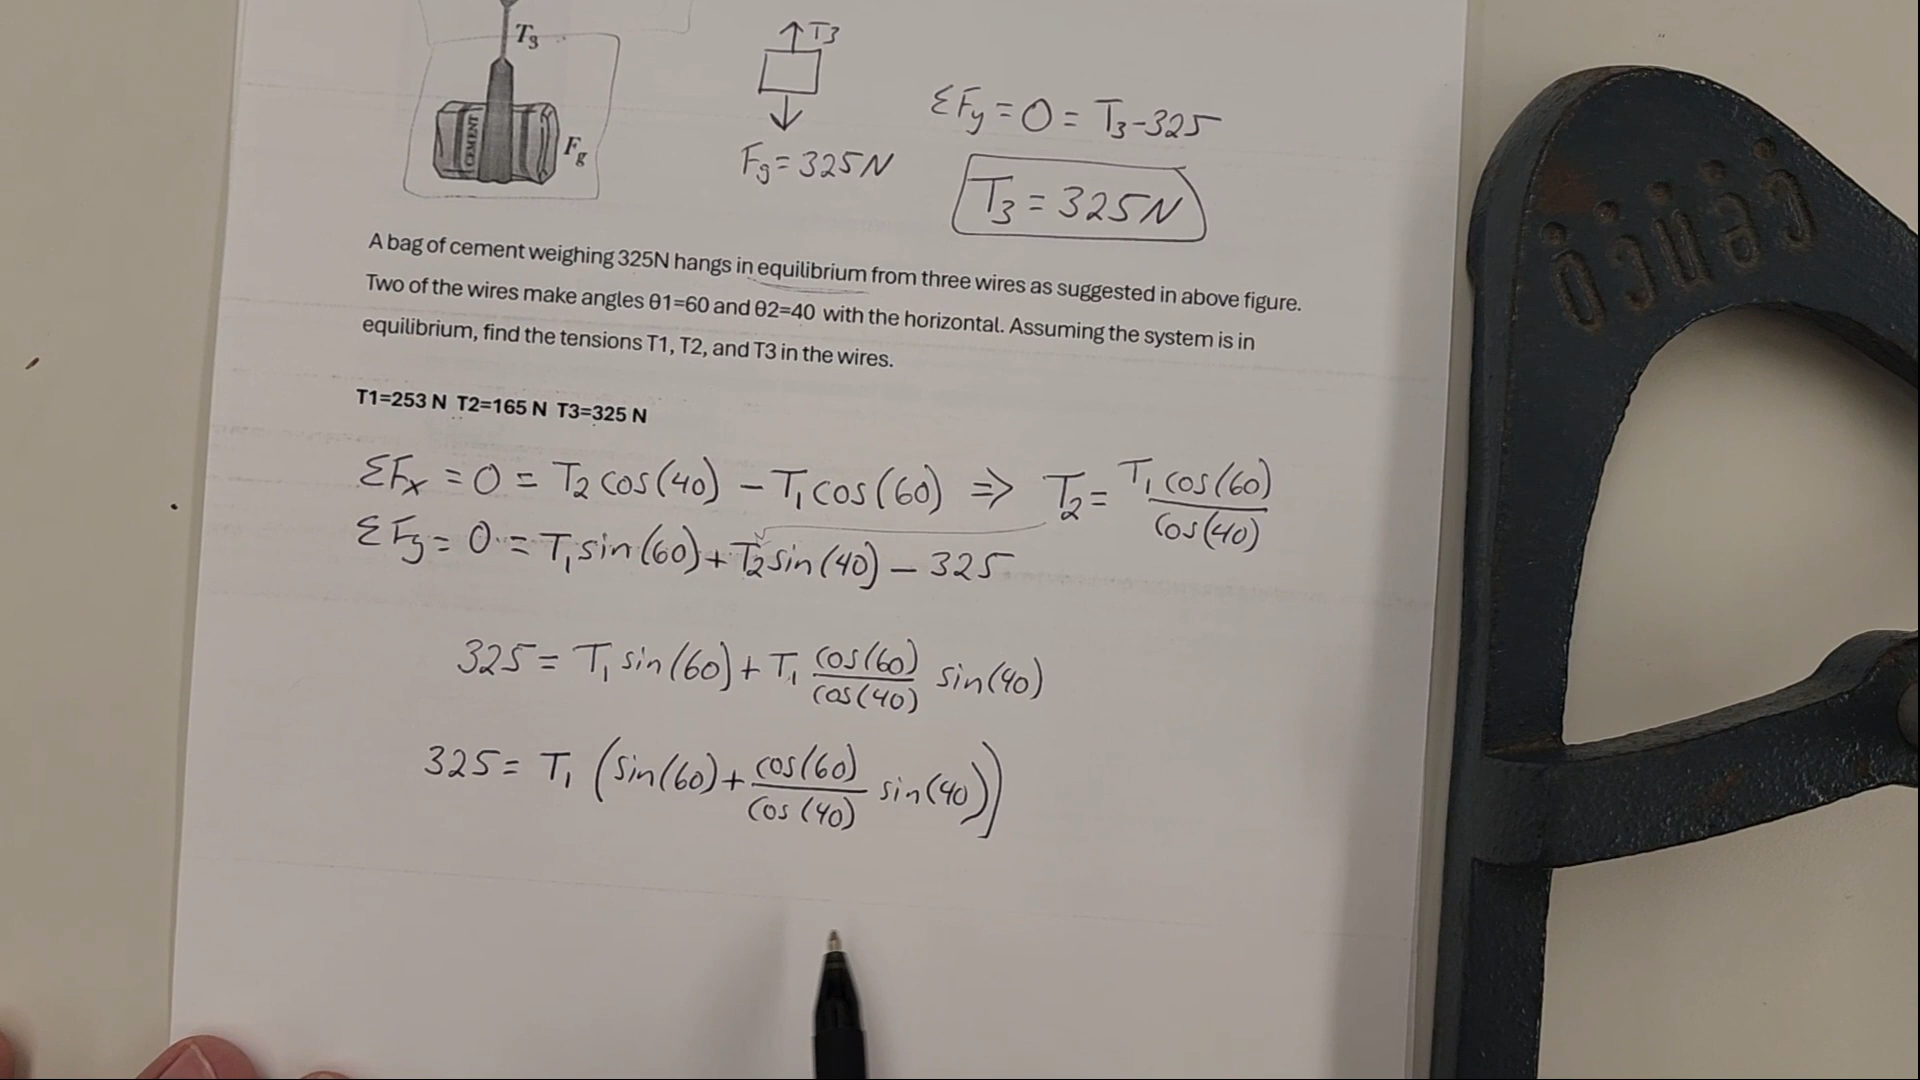 T3
T3
ΣFy = 0 = T3 - 325
CEMENT
Fg
Fg = 325N
T3 = 325N
A bag of cement weighing 325N hangs in equilibrium from three wires as suggested in above figure.
Two of the wires make angles θ1=60 and θ2=40 with the horizontal. Assuming the system is in
equilibrium, find the tensions T1, T2, and T3 in the wires.
T1=253 N T2=165 N T3=325 N
ΣFx = 0 = T2 cos(40) - T1 cos(60) => T2 = T1 cos(60) / cos(40)
ΣFy = 0 = T1 sin(60) + T2 sin(40) - 325
325 = T1 sin(60) + T1 cos(60) / cos(40) sin(40)
325 = T1 (sin(60) + cos(60) / cos(40) sin(40))